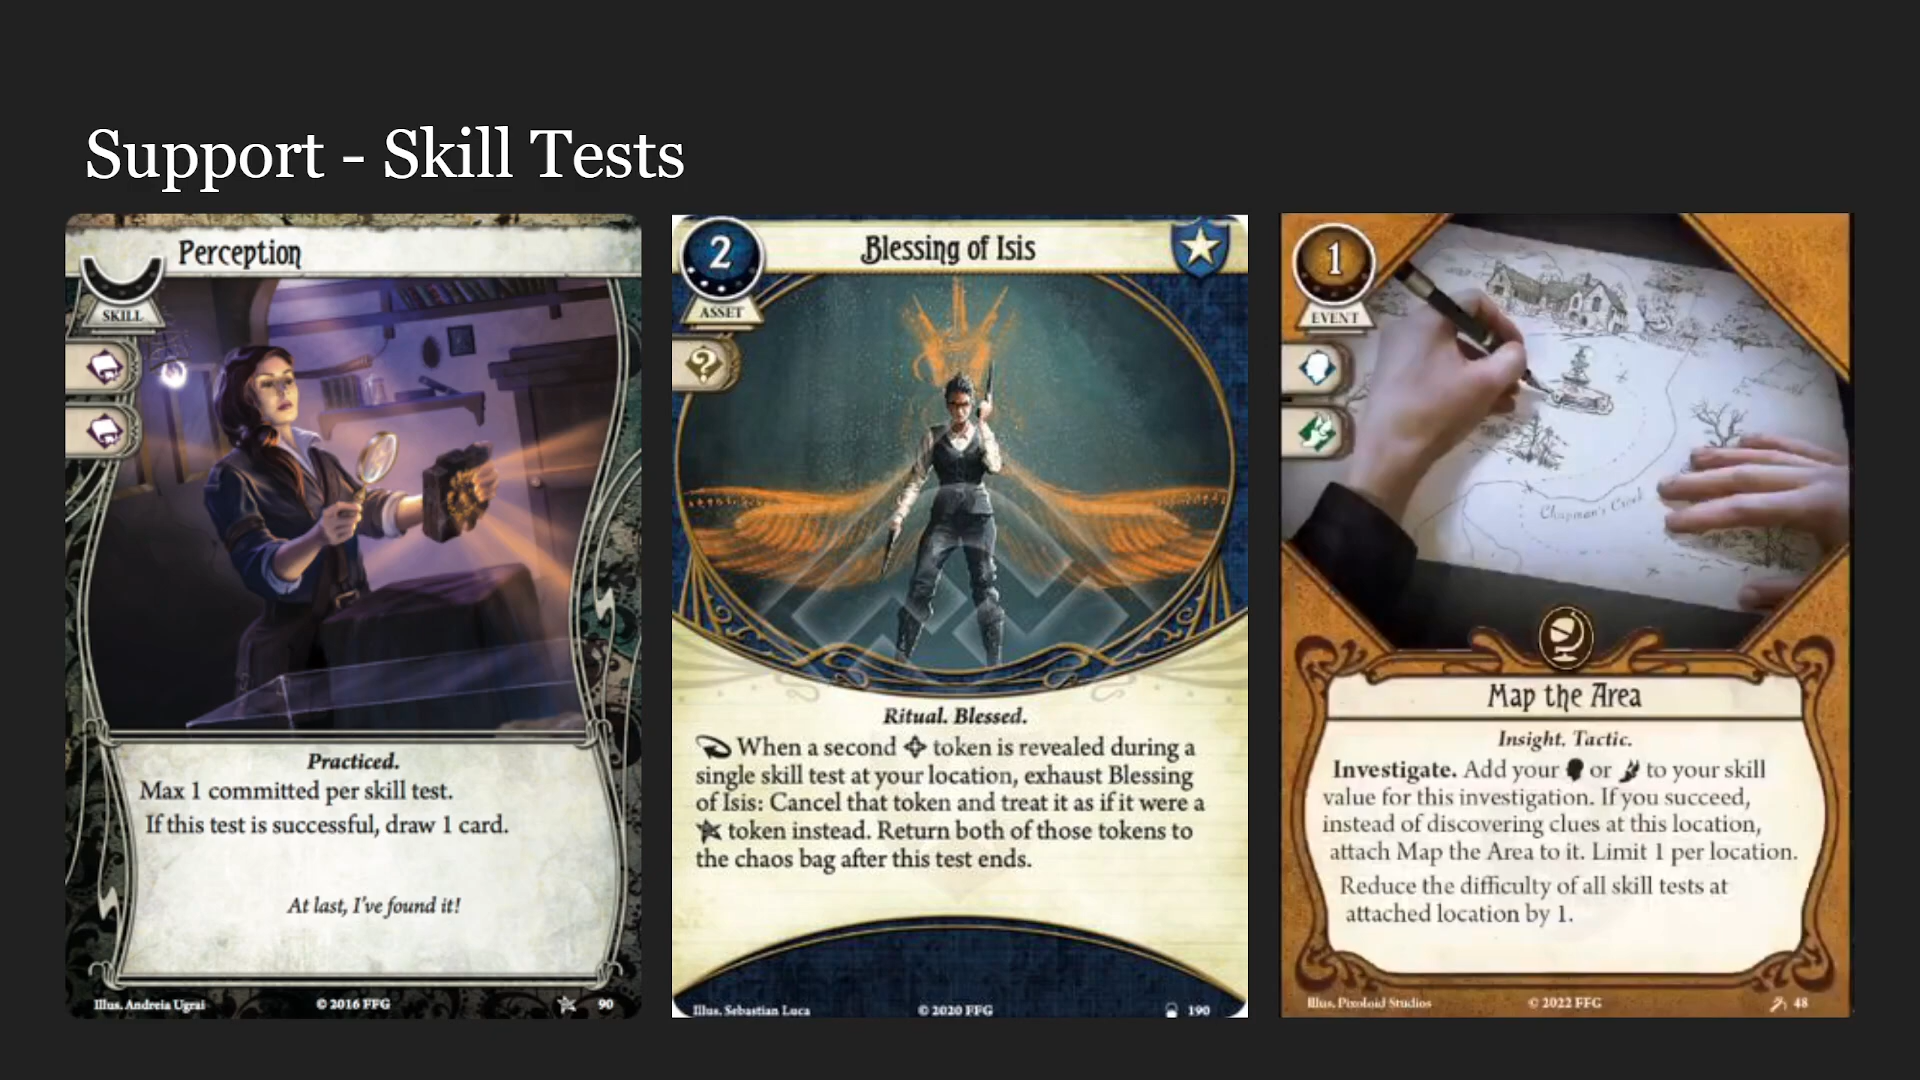 Support - Skill Tests
Perception
SKILL
Practiced.
Max 1 committed per skill test.
If this test is successful, draw 1 card.
At last, I've found it!
Illus. Andreia Ugrai
© 2016 FFG
90
2
Blessing of Isis
ASSET
?
Ritual. Blessed.
When a second token is revealed during a
single skill test at your location, exhaust Blessing
of Isis: Cancel that token and treat it as if it were a
token instead. Return both of those tokens to
the chaos bag after this test ends.
Illus. Sebastian Luca
© 2020 FFG
190
1
EVENT
Chapman's Creek
Map the Area
Insight. Tactic.
Investigate. Add your or to your skill
value for this investigation. If you succeed,
instead of discovering clues at this location,
attach Map the Area to it. Limit 1 per location.
Reduce the difficulty of all skill tests at
attached location by 1.
Illus. Pixoloid Studios
© 2022 FFG
48